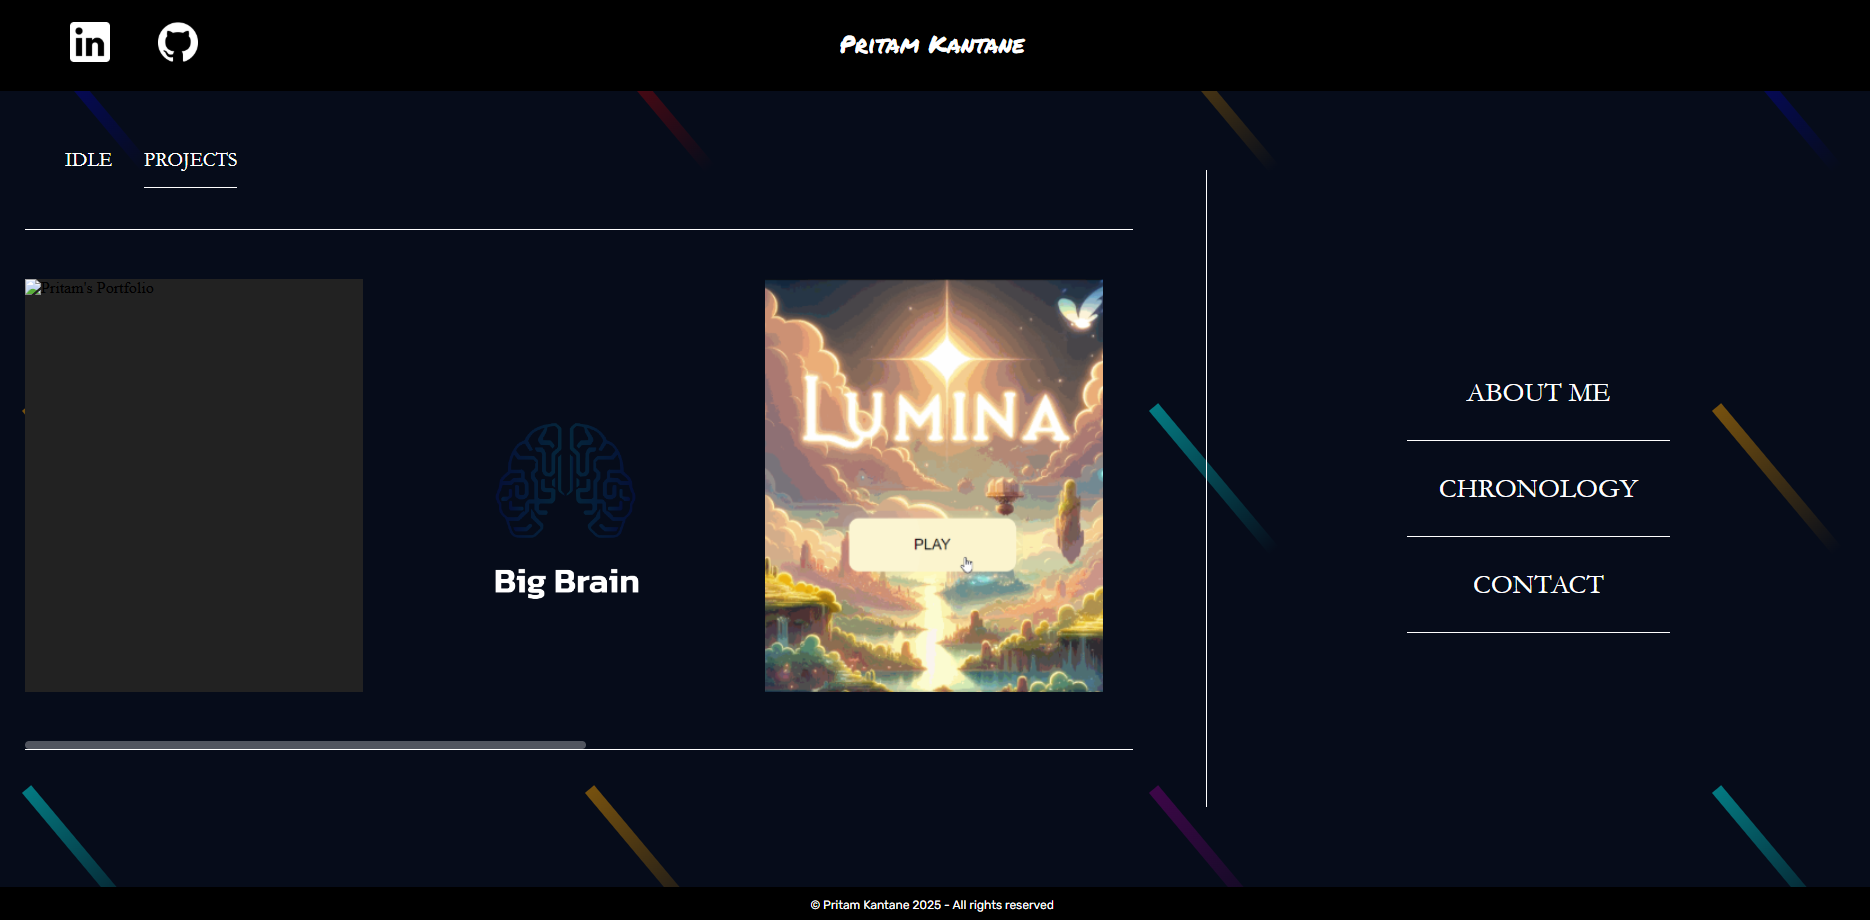 in
Pritam Kantane
IDLE PROJECTS
Pritam's Portfolio
Big Brain
LUMINA
PLAY
ABOUT ME
CHRONOLOGY
CONTACT
© Pritam Kantane 2025 - All rights reserved